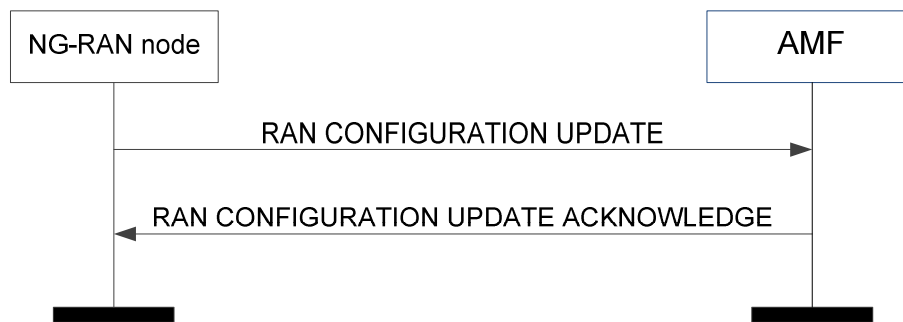 NG-RAN node
AMF
RAN CONFIGURATION UPDATE
RAN CONFIGURATION UPDATE ACKNOWLEDGE